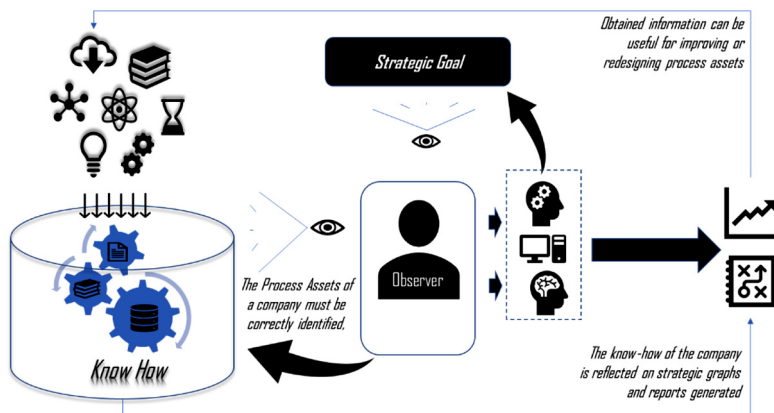 Obtained information can be
useful for improving or
redesigning process assets
Strategic Goal
Observer
The Process Assets of
a company must be
correctly identified,
Know How
The know-how of the company
is reflected on strategic graphs
and reports generated